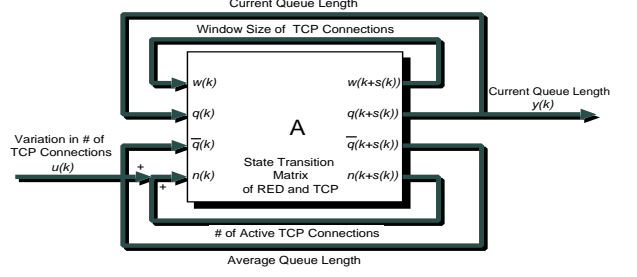 Current Queue Length
Window Size of TCP Connections
w(k)
w(k+s(k))
q(k)
q(k+s(k))
Current Queue Length
y(k)
A
Variation in # of
TCP Connections
u(k)
q̅(k)
q̅(k+s(k))
+
+
n(k)
n(k+s(k))
State Transition
Matrix
of RED and TCP
# of Active TCP Connections
Average Queue Length